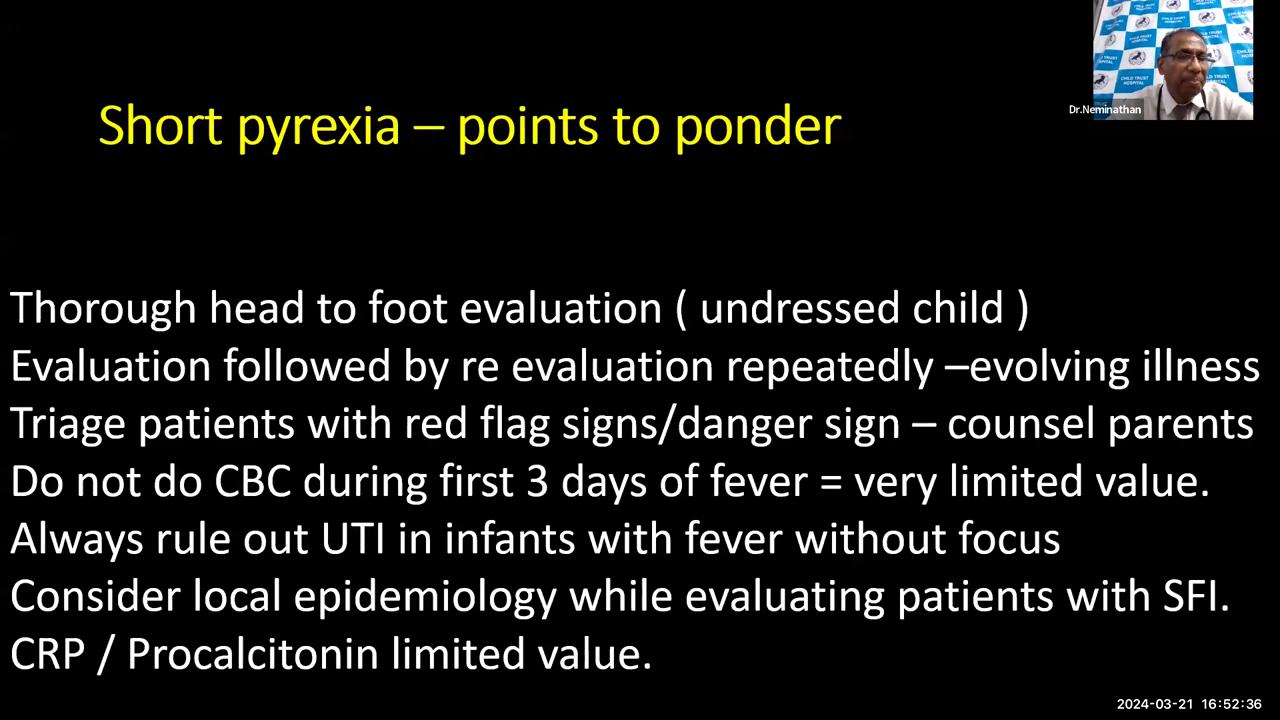 CHILD TRUST
HOSPITAL
Dr.Neminathan
Short pyrexia – points to ponder
Thorough head to foot evaluation ( undressed child )
Evaluation followed by re evaluation repeatedly –evolving illness
Triage patients with red flag signs/danger sign – counsel parents
Do not do CBC during first 3 days of fever = very limited value.
Always rule out UTI in infants with fever without focus
Consider local epidemiology while evaluating patients with SFI.
CRP / Procalcitonin limited value.
2024-03-21 16:52:36